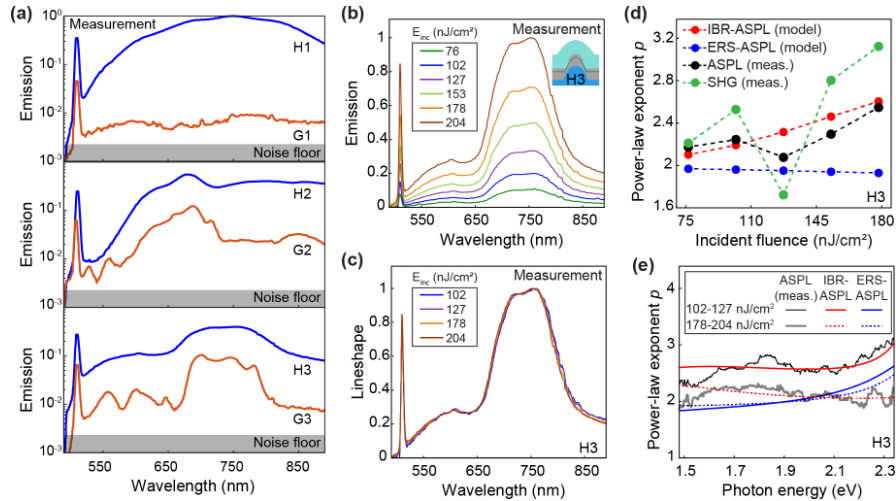 (a)
Measurement
10⁰
10⁻¹
10⁻²
10⁻³
Emission
H1
G1
Noise floor
10⁻¹
10⁻²
10⁻³
Emission
H2
G2
Noise floor
10⁻¹
10⁻²
10⁻³
Emission
H3
G3
Noise floor
550 650 750 850
Wavelength (nm)
(b)
Measurement
E_inc (nJ/cm²)
76
102
127
153
178
204
H3
1
0.8
0.6
0.4
0.2
0
Emission
550 650 750 850
Wavelength (nm)
(c)
Measurement
E_inc (nJ/cm²)
102
127
178
204
1
0.8
0.6
0.4
0.2
0
Lineshape
H3
550 650 750 850
Wavelength (nm)
(d)
IBR-ASPL (model)
ERS-ASPL (model)
ASPL (meas.)
SHG (meas.)
3.2
2.8
2.4
2
1.6
Power-law exponent p
H3
75 110 145 180
Incident fluence (nJ/cm²)
(e)
ASPL IBR- ERS-
(meas.) ASPL ASPL
102-127 nJ/cm²
178-204 nJ/cm²
4
3
2
1
Power-law exponent p
H3
1.5 1.7 1.9 2.1 2.3
Photon energy (eV)